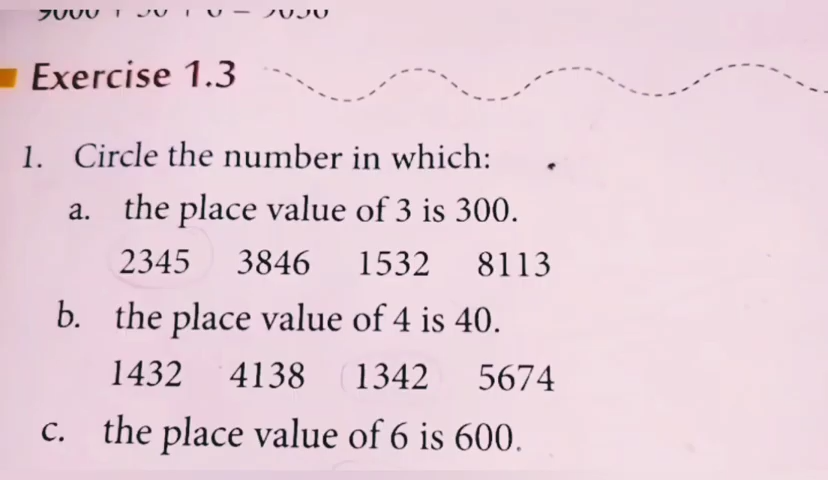 Exercise 1.3
1. Circle the number in which:
a. the place value of 3 is 300.
2345 3846 1532 8113
b. the place value of 4 is 40.
1432 4138 1342 5674
c. the place value of 6 is 600.